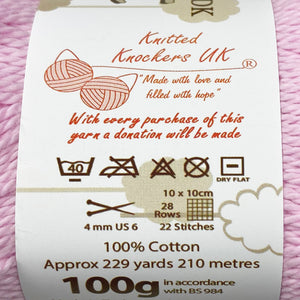 Knitted
Knockers UK
®
"Made with love and
filled with hope"
With every purchase of this
yarn a donation will be made
40
DRY FLAT
10 x 10cm
28
Rows
4 mm US 6
22 Stitches
100% Cotton
Approx 229 yards 210 metres
100g in accordance
with BS 984